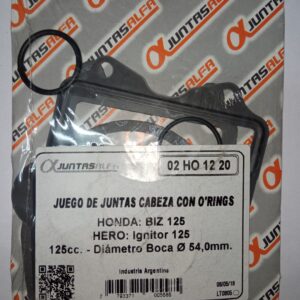 JUNTASALFA
JUNTASALFA
02 HO 12 20
JUEGO DE JUNTAS CABEZA CON O'RINGS
HONDA: BIZ 125
HERO: Ignitor 125
125cc. - Diámetro Boca Ø 54,0mm.
Industria Argentina